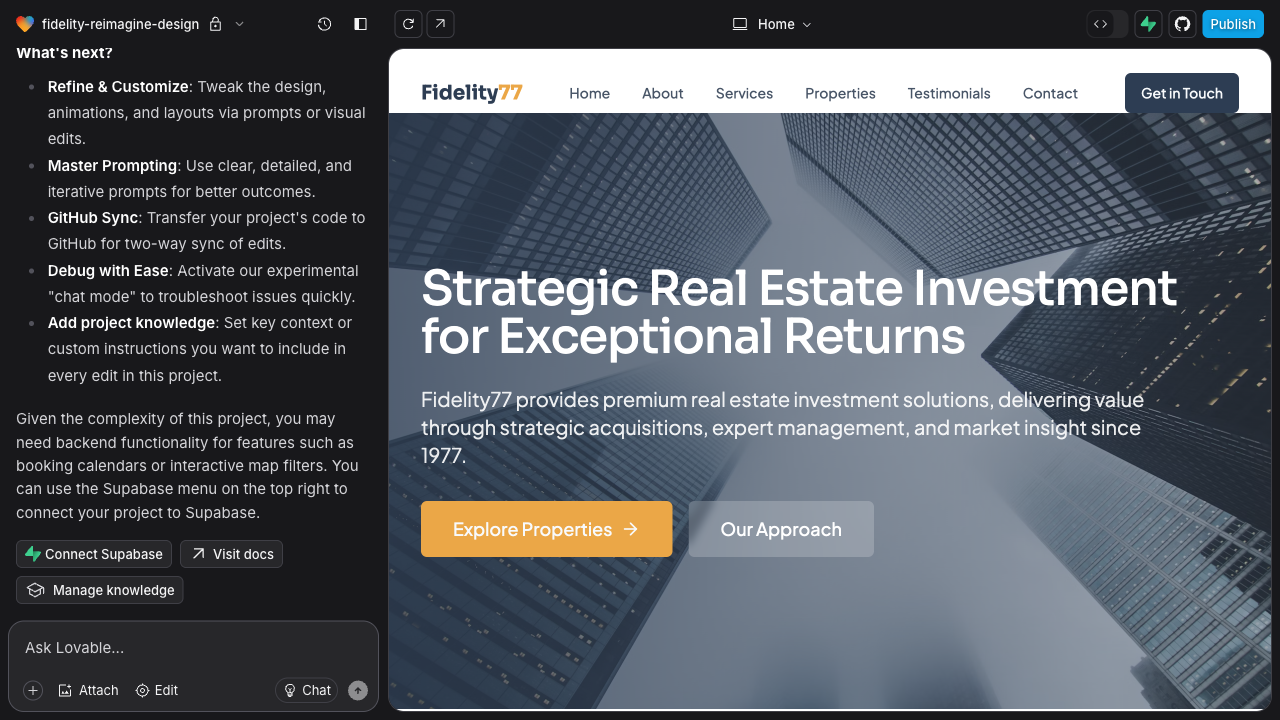 fidelity-reimagine-design
What's next?
Refine & Customize: Tweak the design,
animations, and layouts via prompts or visual
edits.
Master Prompting: Use clear, detailed, and
iterative prompts for better outcomes.
GitHub Sync: Transfer your project's code to
GitHub for two-way sync of edits.
Debug with Ease: Activate our experimental
"chat mode" to troubleshoot issues quickly.
Add project knowledge: Set key context or
custom instructions you want to include in
every edit in this project.
Given the complexity of this project, you may
need backend functionality for features such as
booking calendars or interactive map filters. You
can use the Supabase menu on the top right to
connect your project to Supabase.
Connect Supabase Visit docs
Manage knowledge
Ask Lovable...
Attach Edit Chat
Home Publish
Fidelity77 Home About Services Properties Testimonials Contact Get in Touch
Strategic Real Estate Investment
for Exceptional Returns
Fidelity77 provides premium real estate investment solutions, delivering value
through strategic acquisitions, expert management, and market insight since
1977.
Explore Properties Our Approach